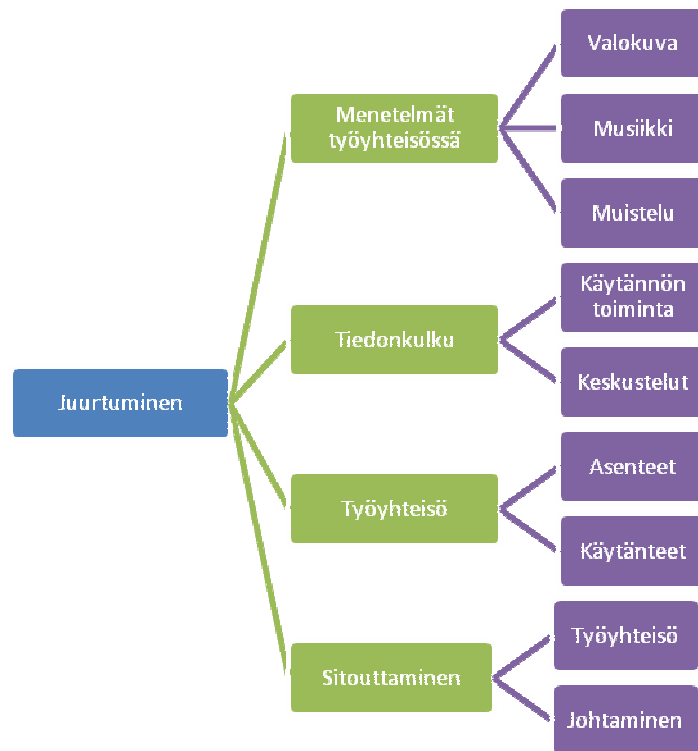 Juurtuminen
Menetelmät
työyhteisössä
Valokuva
Musiikki
Muistelu
Tiedonkulku
Käytännön
toiminta
Keskustelut
Työyhteisö
Asenteet
Käytänteet
Sitouttaminen
Työyhteisö
Johtaminen